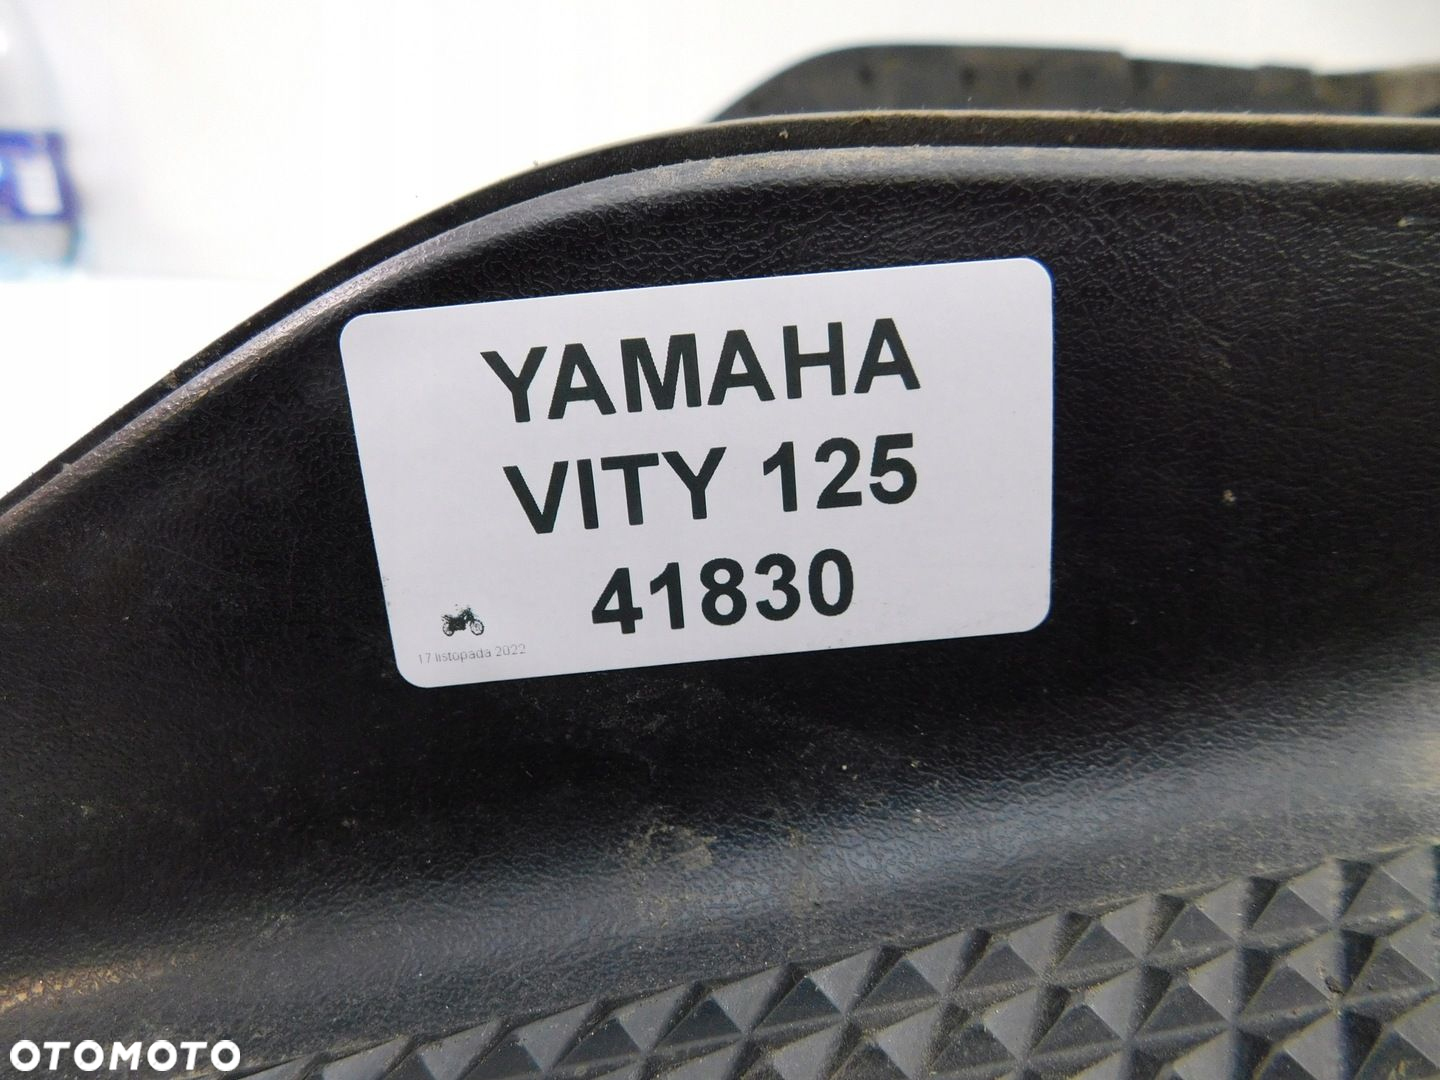 YAMAHA
VITY 125
41830
17 listopada 2022
OTOMOTO